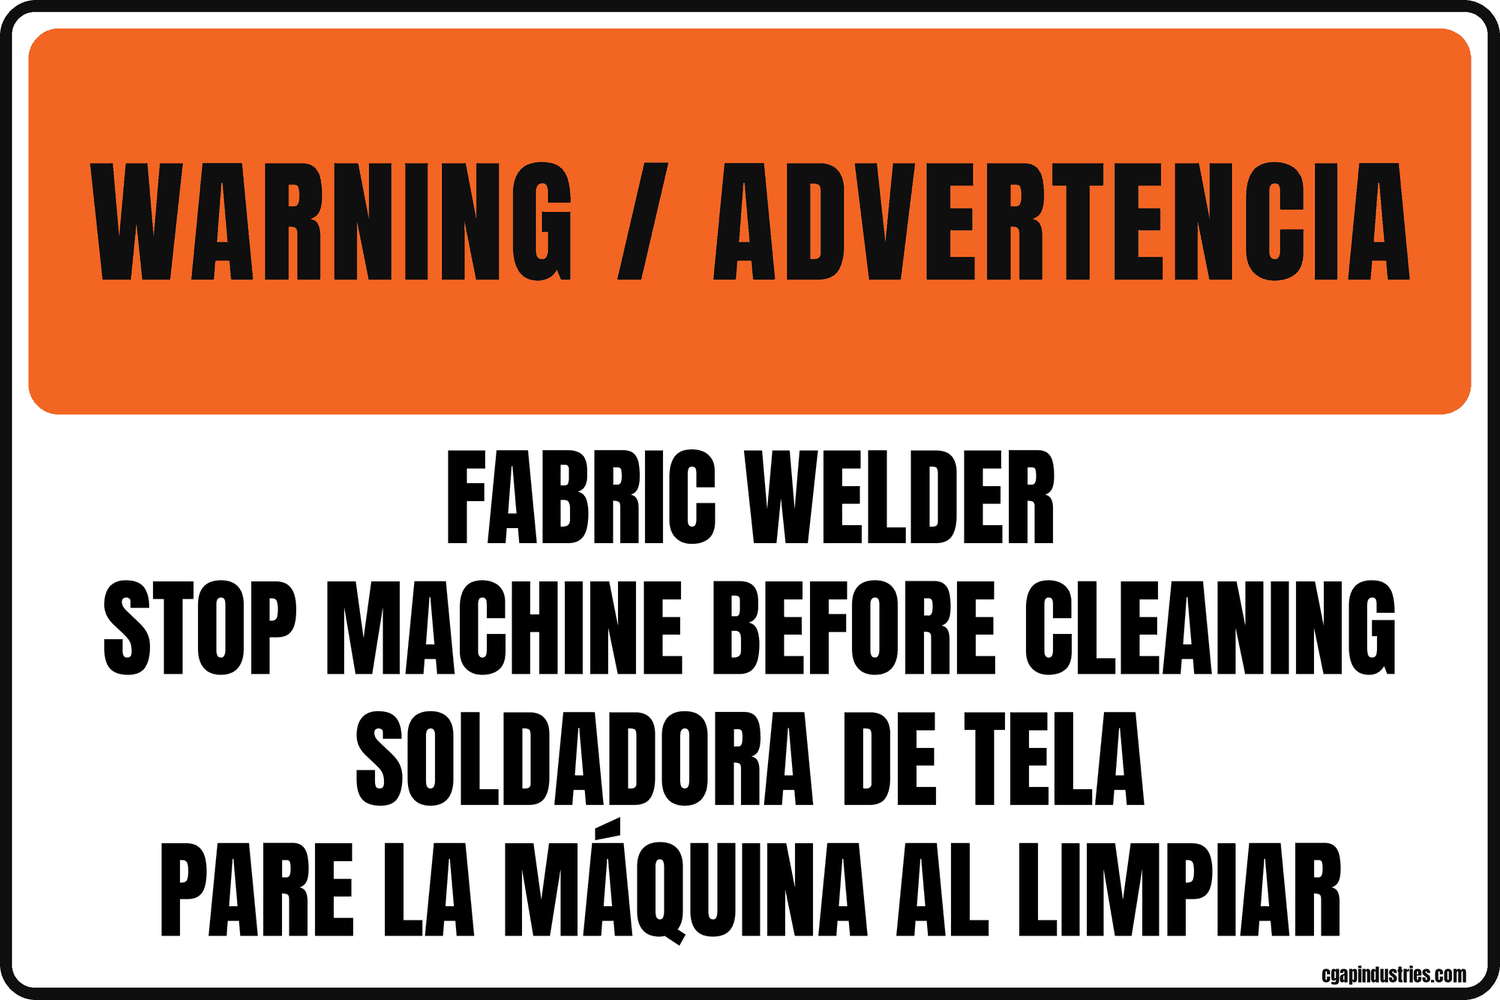 WARNING / ADVERTENCIA
FABRIC WELDER
STOP MACHINE BEFORE CLEANING
SOLDADORA DE TELA
PARE LA MÁQUINA AL LIMPIAR
cgapindustries.com